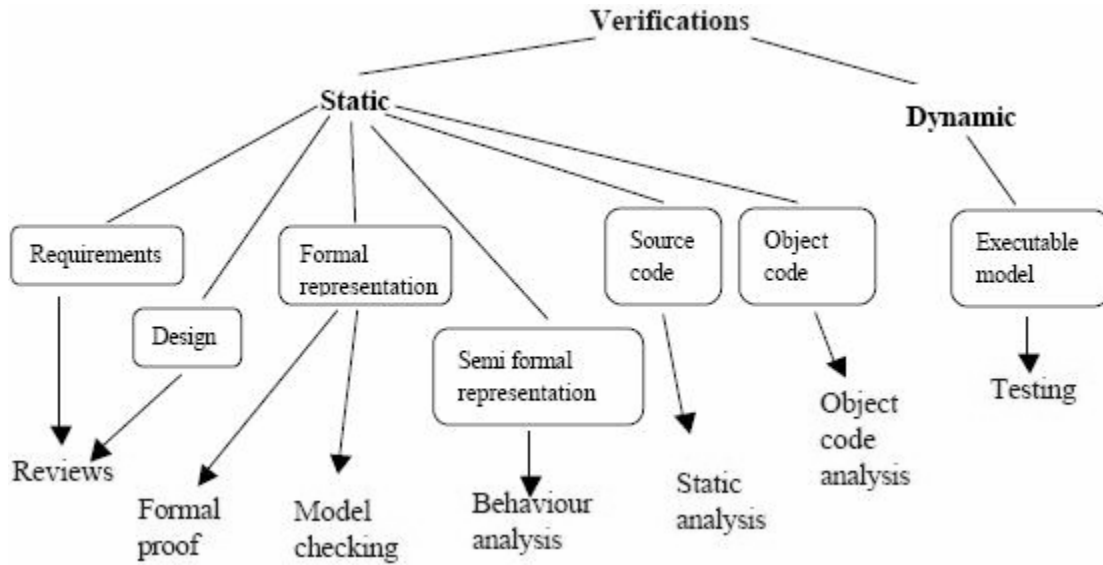 Verifications
Static
Dynamic
Requirements
Formal
representation
Source
code
Object
code
Executable
model
Design
Semi formal
representation
Testing
Object
code
analysis
Reviews
Formal
proof
Model
checking
Behaviour
analysis
Static
analysis